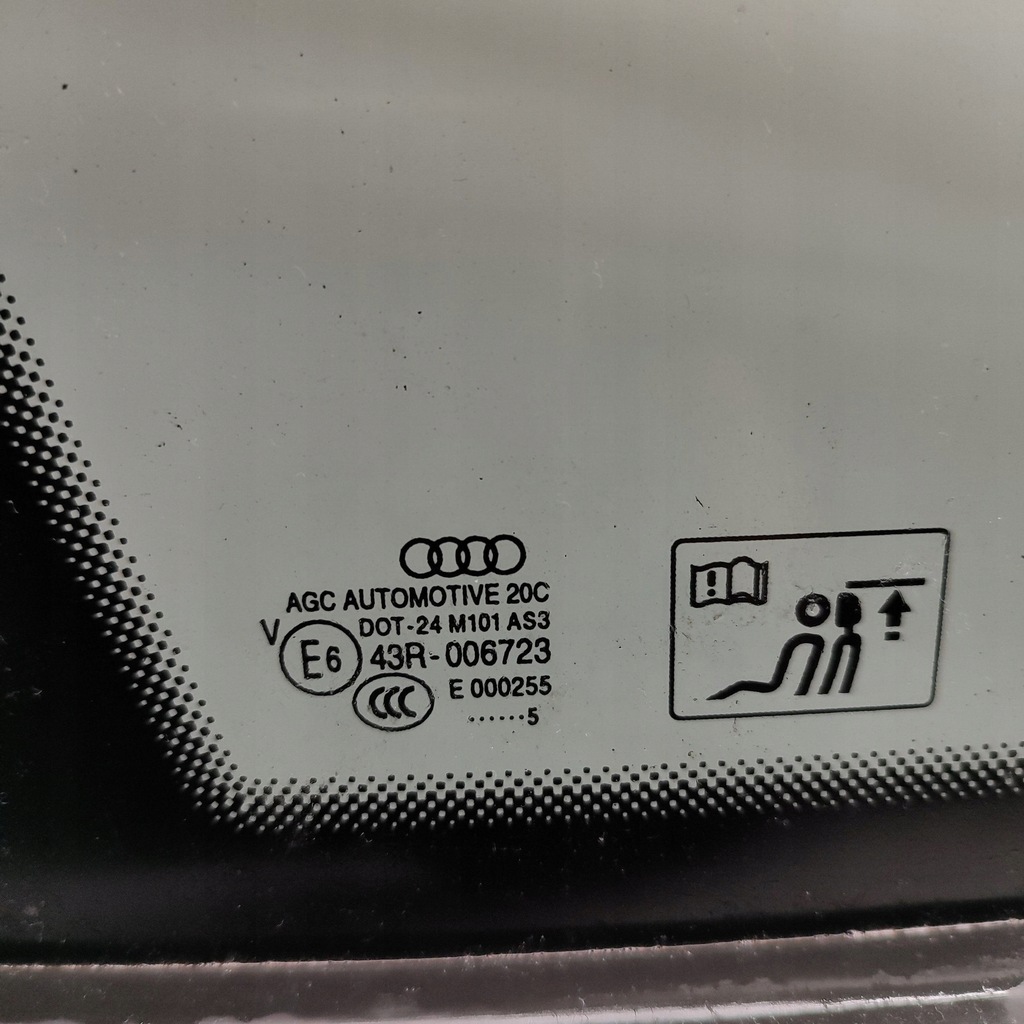 AGC AUTOMOTIVE 20C
DOT-24 M101 AS3
V E6 43R-006723
CCC E 000255
······5